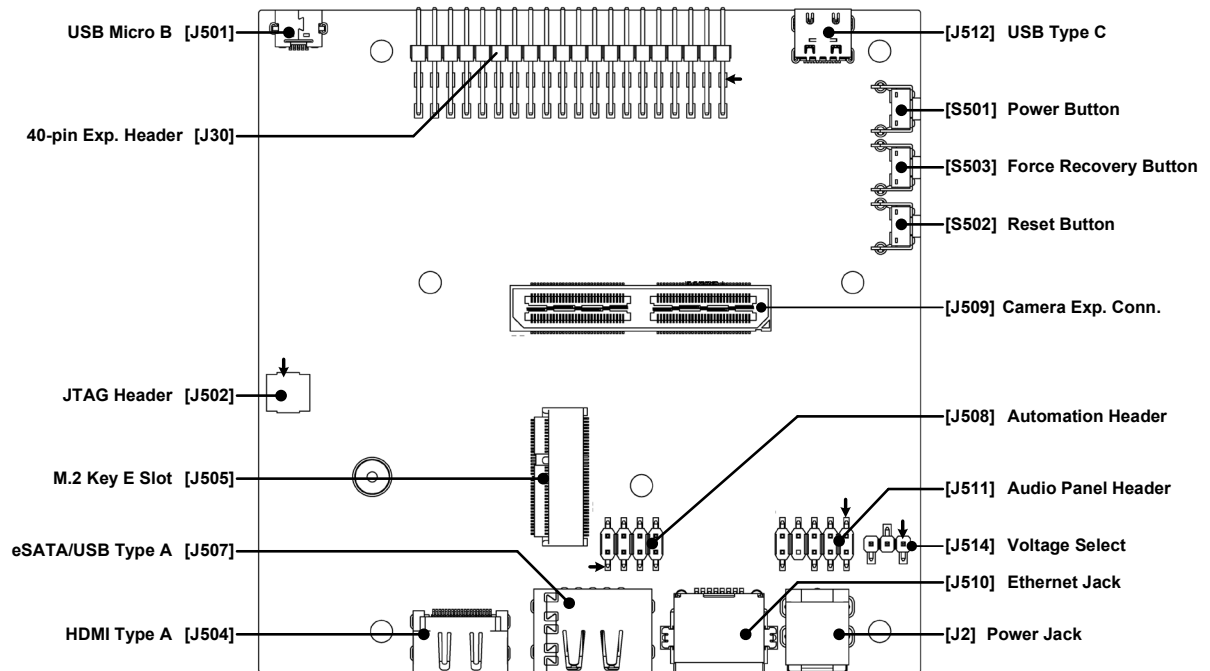 USB Micro B [J501]
40-pin Exp. Header [J30]
JTAG Header [J502]
M.2 Key E Slot [J505]
eSATA/USB Type A [J507]
HDMI Type A [J504]
[J512] USB Type C
[S501] Power Button
[S503] Force Recovery Button
[S502] Reset Button
[J509] Camera Exp. Conn.
[J508] Automation Header
[J511] Audio Panel Header
[J514] Voltage Select
[J510] Ethernet Jack
[J2] Power Jack